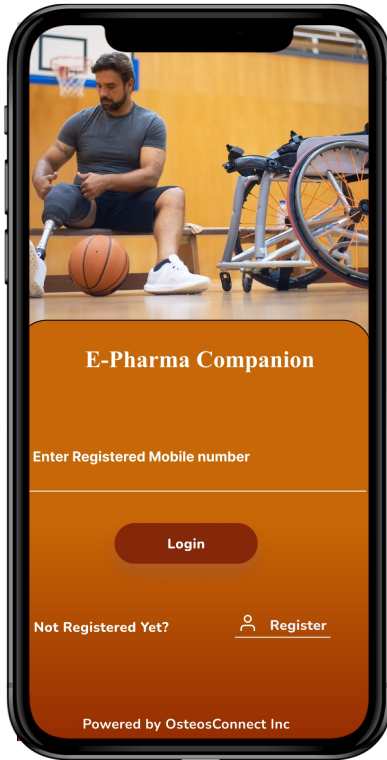 E-Pharma Companion
Enter Registered Mobile number
Login
Not Registered Yet?
Register
Powered by OsteosConnect Inc